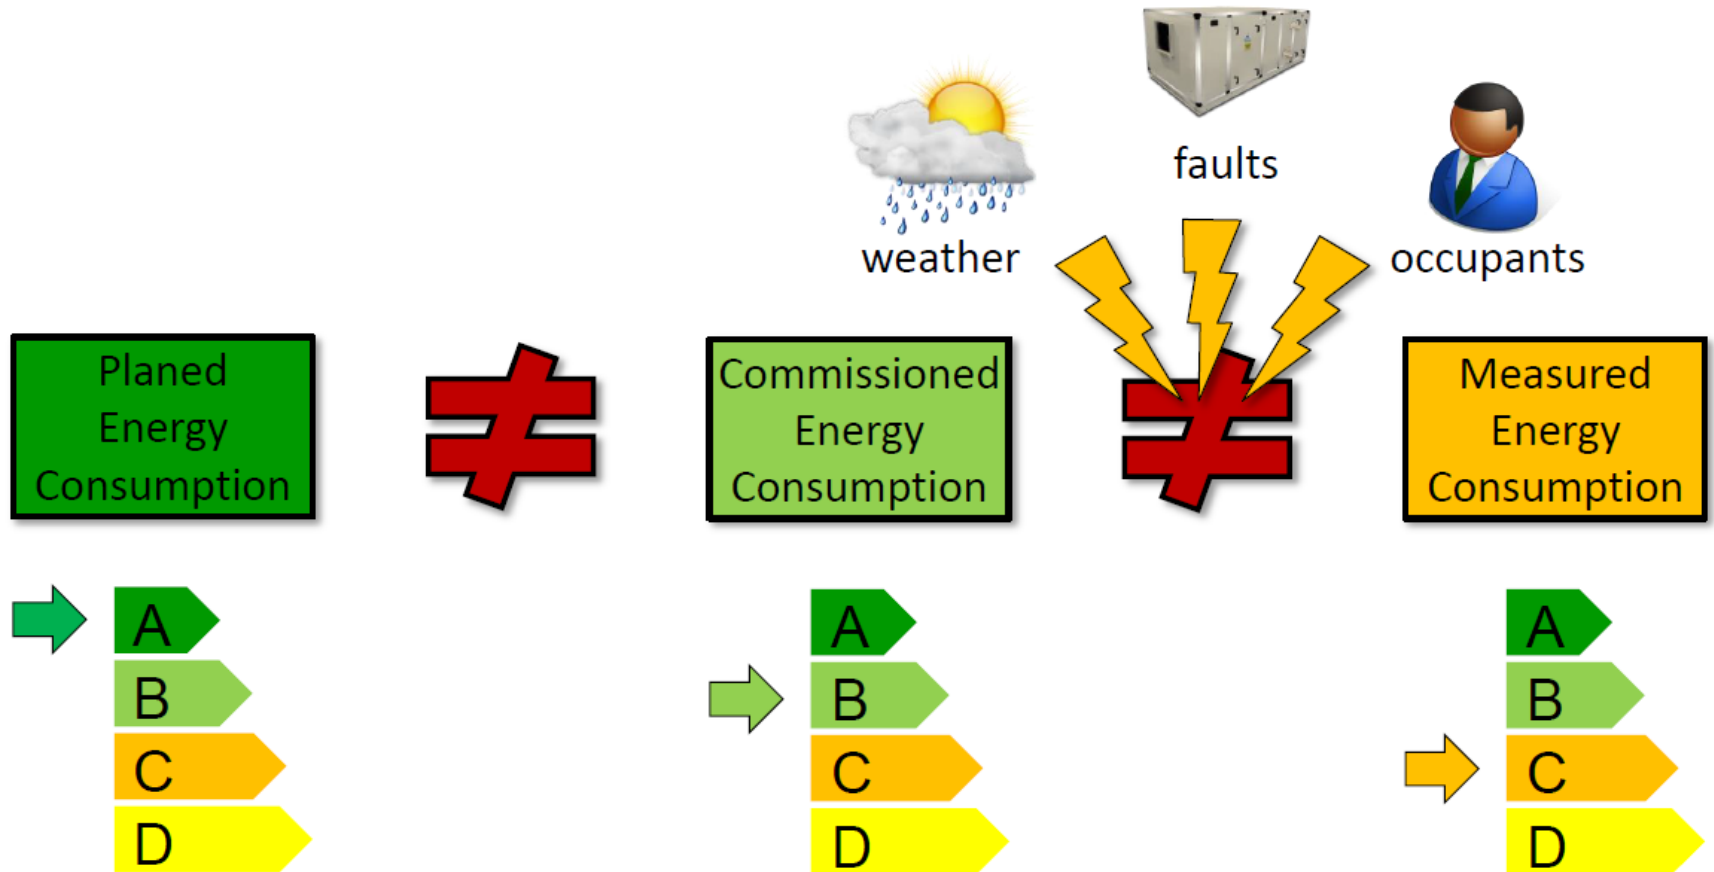 faults
weather
occupants
Planed
Energy
Consumption
Commissioned
Energy
Consumption
Measured
Energy
Consumption
A
B
C
D
A
B
C
D
A
B
C
D